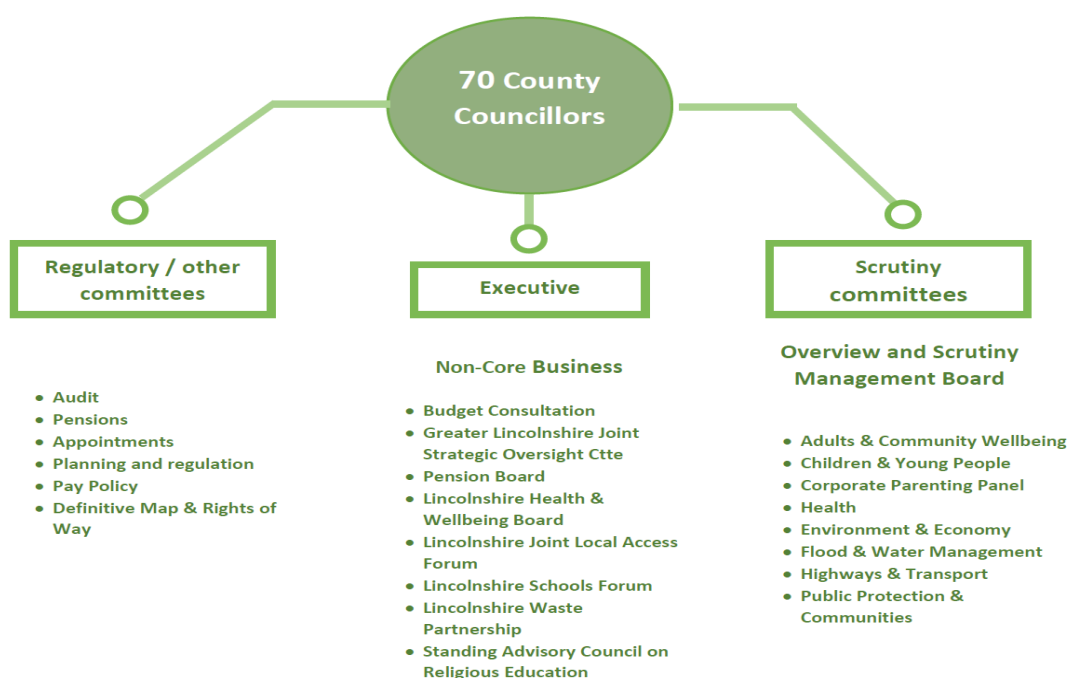 70 County
Councillors
Regulatory / other
committees
Audit
Pensions
Appointments
Planning and regulation
Pay Policy
Definitive Map & Rights of
Way
Executive
Non-Core Business
Budget Consultation
Greater Lincolnshire Joint
Strategic Oversight Ctte
Pension Board
Lincolnshire Health &
Wellbeing Board
Lincolnshire Joint Local Access
Forum
Lincolnshire Schools Forum
Lincolnshire Waste
Partnership
Standing Advisory Council on
Religious Education
Scrutiny
committees
Overview and Scrutiny
Management Board
Adults & Community Wellbeing
Children & Young People
Corporate Parenting Panel
Health
Environment & Economy
Flood & Water Management
Highways & Transport
Public Protection &
Communities